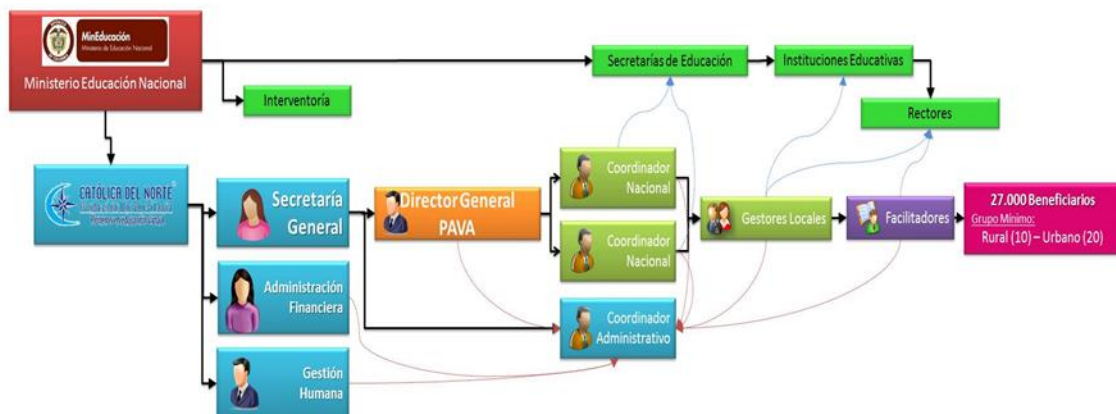 MinEducación
Ministerio de Educación Nacional
Ministerio Educación Nacional
Interventoría
Secretarías de Educación
Instituciones Educativas
Rectores
CATÓLICA DEL NORTE
Secretaría
General
Administración
Financiera
Gestión
Humana
Director General
PAVA
Coordinador
Nacional
Coordinador
Nacional
Coordinador
Administrativo
Gestores Locales
Facilitadores
27.000 Beneficiarios
Grupo Mínimo:
Rural (10) – Urbano (20)